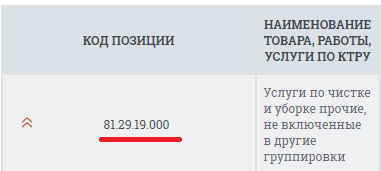 КОД ПОЗИЦИИ
НАИМЕНОВАНИЕ
ТОВАРА, РАБОТЫ,
УСЛУГИ ПО КТРУ
81.29.19.000
Услуги по чистке
и уборке прочие,
не включенные
в другие
группировки